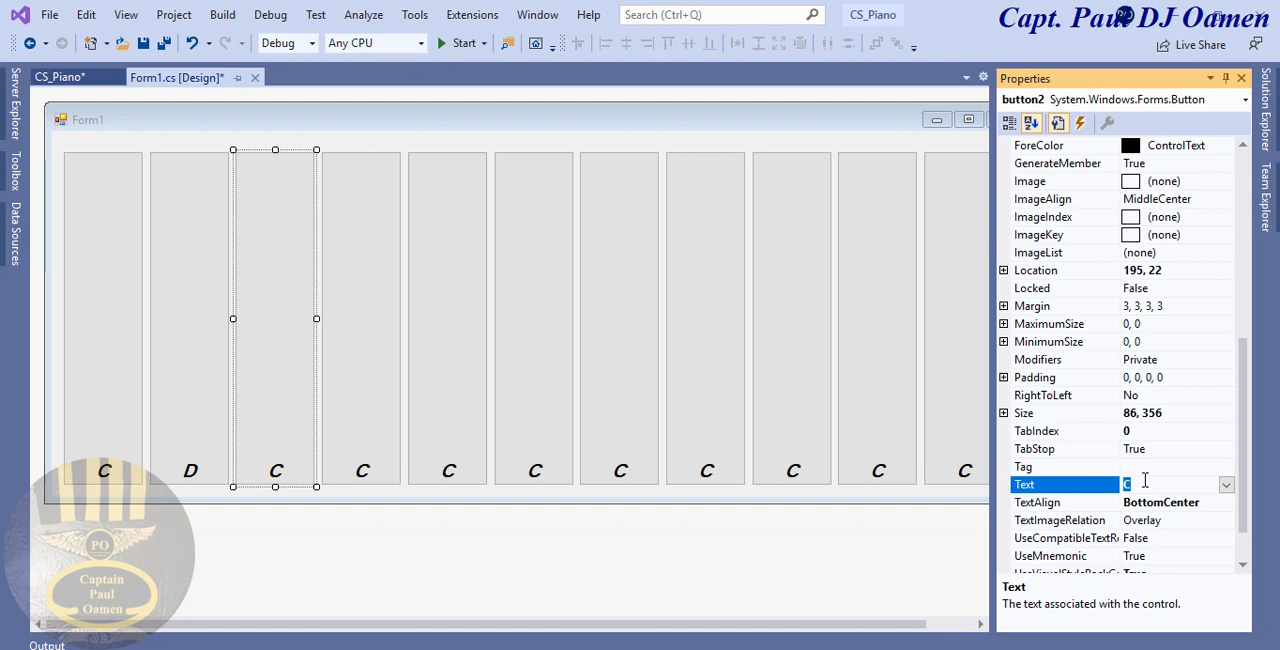 File Edit View Project Build Debug Test Analyze Tools Extensions Window Help Search (Ctrl+Q) CS_Piano
Capt. Paul DJ Oamen
Debug Any CPU Start Live Share
CS_Piano* Form1.cs [Design]*
Server Explorer
Toolbox
Data Sources
Form1
C D C C C C C C C C C
PO
Captain
Paul
Oamen
Output
Properties
button2 System.Windows.Forms.Button
ForeColor ControlText
GenerateMember True
Image (none)
ImageAlign MiddleCenter
ImageIndex (none)
ImageKey (none)
ImageList (none)
Location 195, 22
Locked False
Margin 3, 3, 3, 3
MaximumSize 0, 0
MinimumSize 0, 0
Modifiers Private
Padding 0, 0, 0, 0
RightToLeft No
Size 86, 356
TabIndex 0
TabStop True
Tag
Text C
TextAlign BottomCenter
TextImageRelation Overlay
UseCompatibleTextRe False
UseMnemonic True
Text
The text associated with the control.
Solution Explorer
Team Explorer